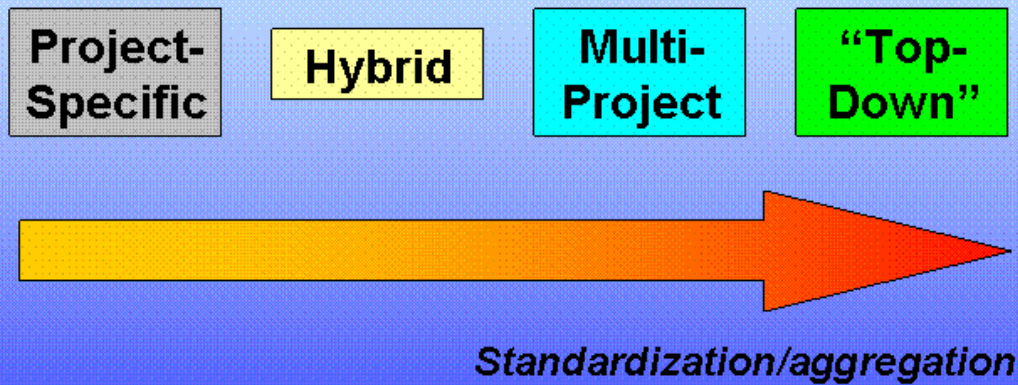 Project-
Specific
Hybrid
Multi-
Project
“Top-
Down”
Standardization/aggregation